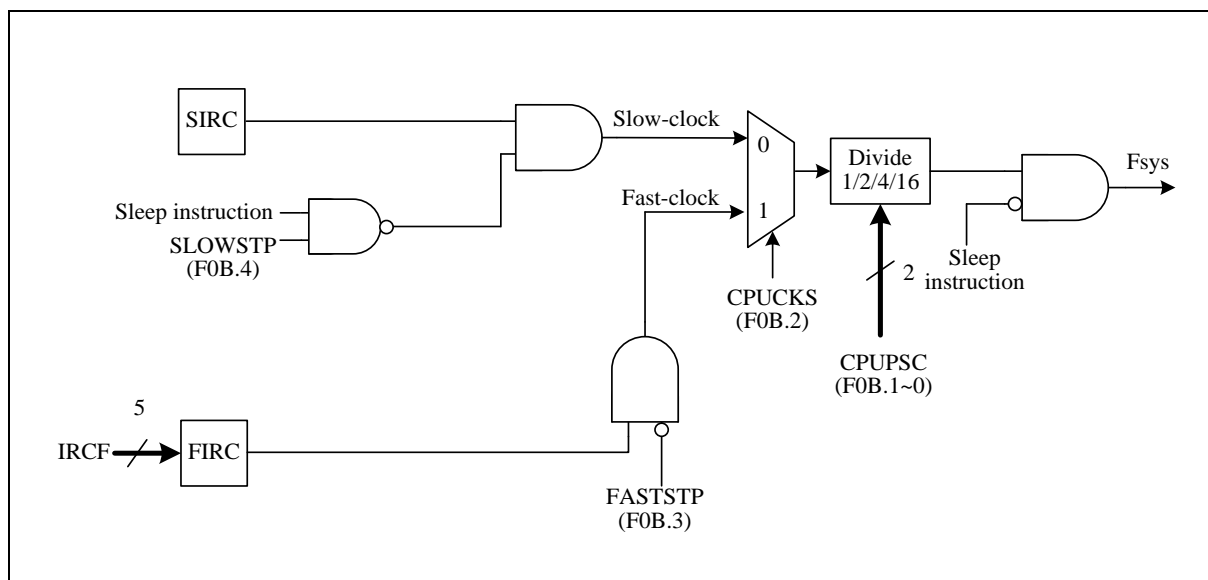 SIRC
Slow-clock
0
Divide
1/2/4/16
Fsys
Sleep instruction
SLOWSTP
(F0B.4)
Fast-clock
1
CPUCKS
(F0B.2)
2
Sleep
instruction
CPUPSC
(F0B.1~0)
5
IRCF
FIRC
FASTSTP
(F0B.3)